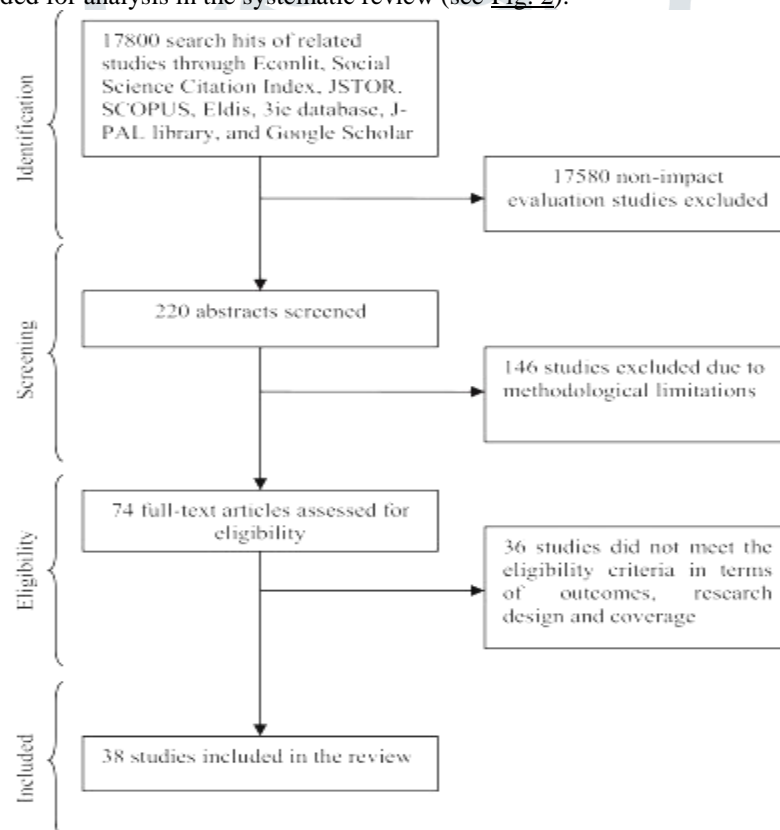 ded for analysis in the systematic review (see Fig. 2).
Identification
17800 search hits of related
studies through Econlit, Social
Science Citation Index, JSTOR,
SCOPUS, Eldis, 3ie database, J-
PAL library, and Google Scholar
17580 non-impact
evaluation studies excluded
Screening
220 abstracts screened
146 studies excluded due to
methodological limitations
Eligibility
74 full-text articles assessed for
eligibility
36 studies did not meet the
eligibility criteria in terms
of outcomes, research
design and coverage
Included
38 studies included in the review